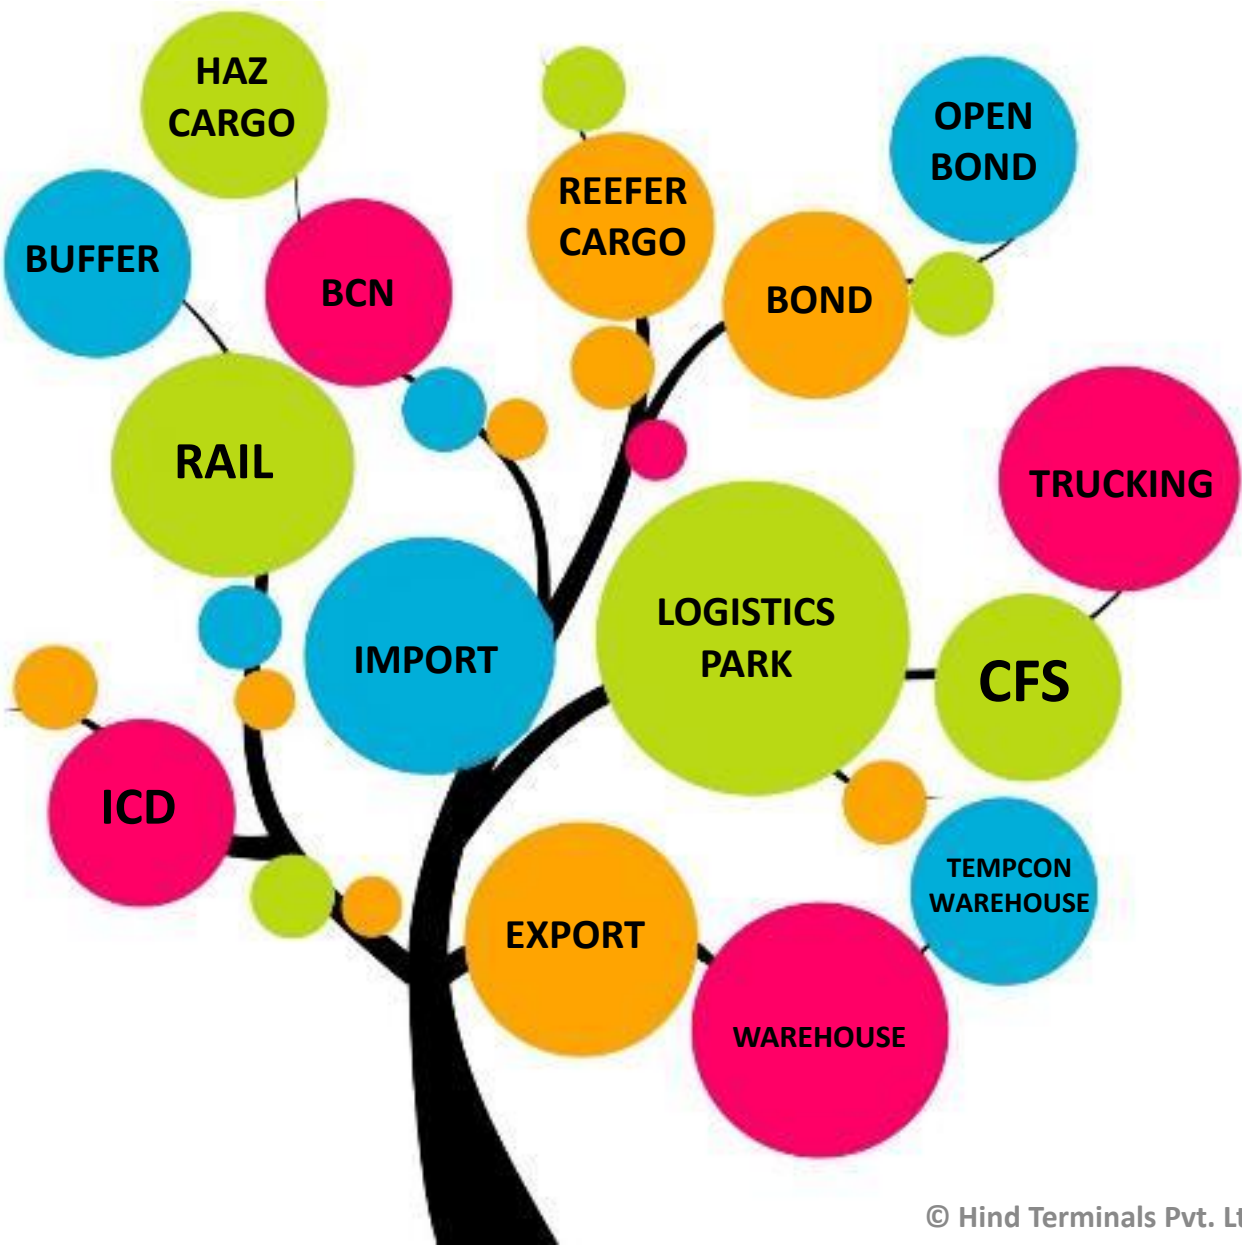 HAZ
CARGO
OPEN
BOND
REEFER
CARGO
BUFFER
BCN
BOND
RAIL
TRUCKING
LOGISTICS
PARK
IMPORT
CFS
ICD
TEMPCON
WAREHOUSE
EXPORT
WAREHOUSE
© Hind Terminals Pvt. Lt